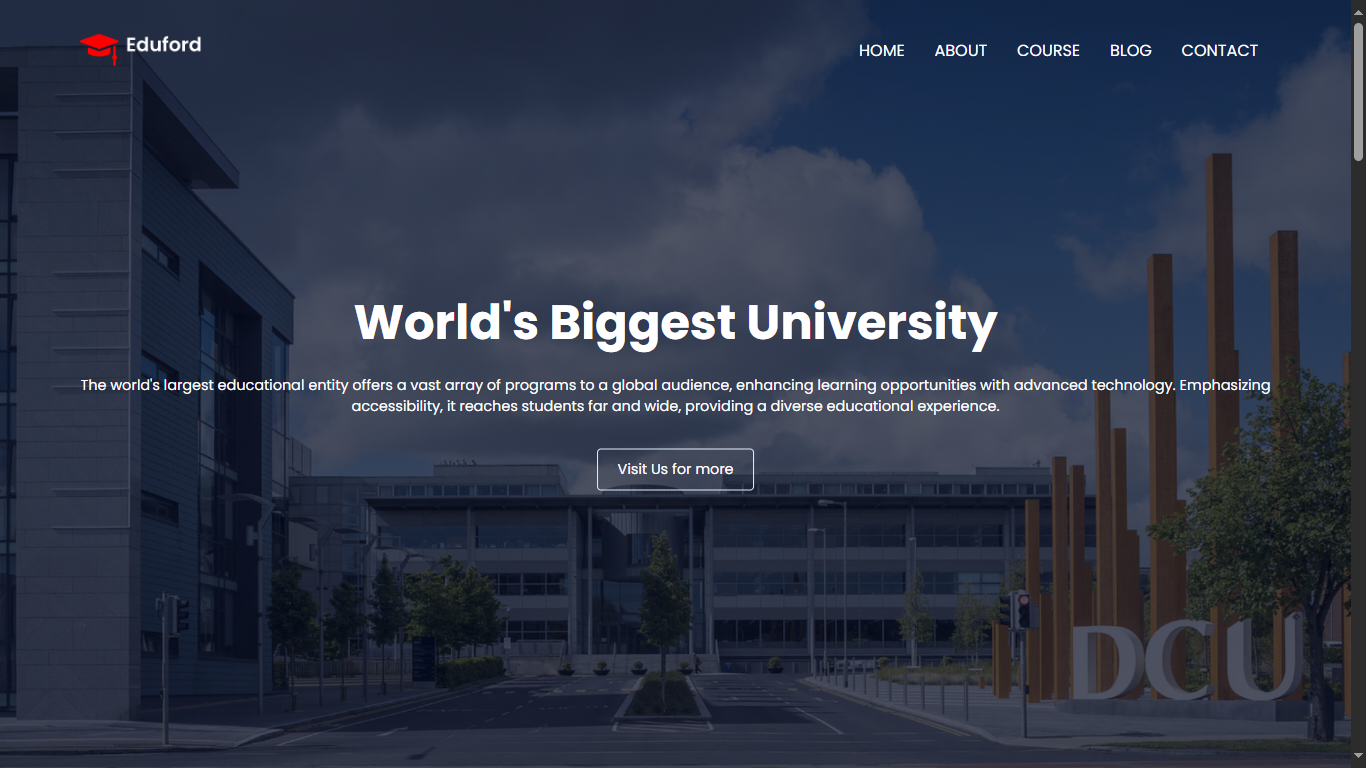 Eduford
HOME ABOUT COURSE BLOG CONTACT
World's Biggest University
The world's largest educational entity offers a vast array of programs to a global audience, enhancing learning opportunities with advanced technology. Emphasizing
accessibility, it reaches students far and wide, providing a diverse educational experience.
Visit Us for more
DCU